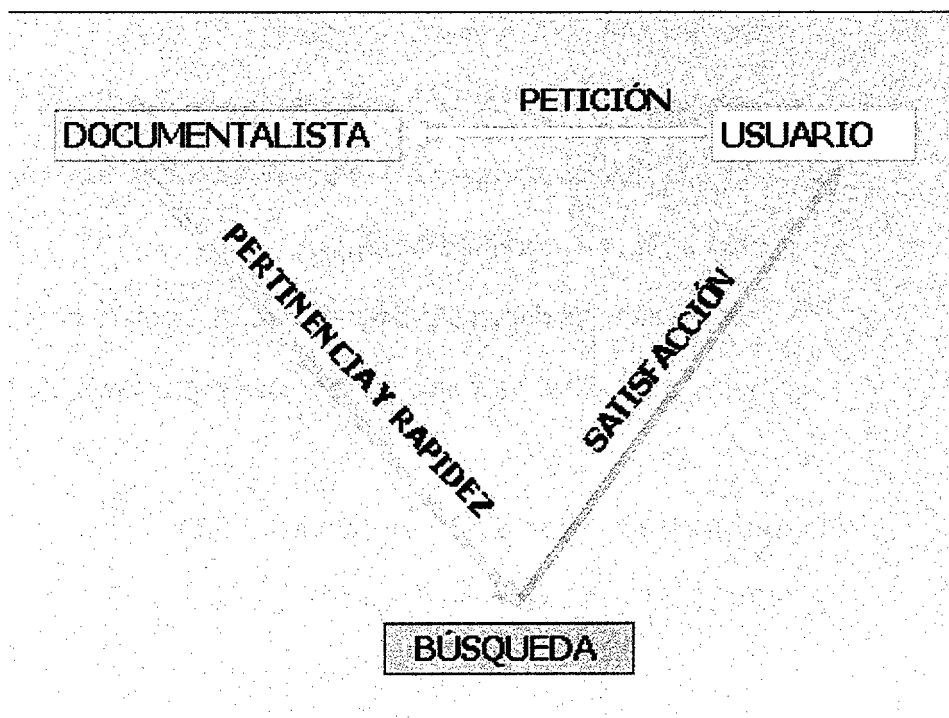 PETICIÓN
DOCUMENTALISTA
USUARIO
PERTINENCIA Y RAPIDEZ
SATISFACCIÓN
BÚSQUEDA